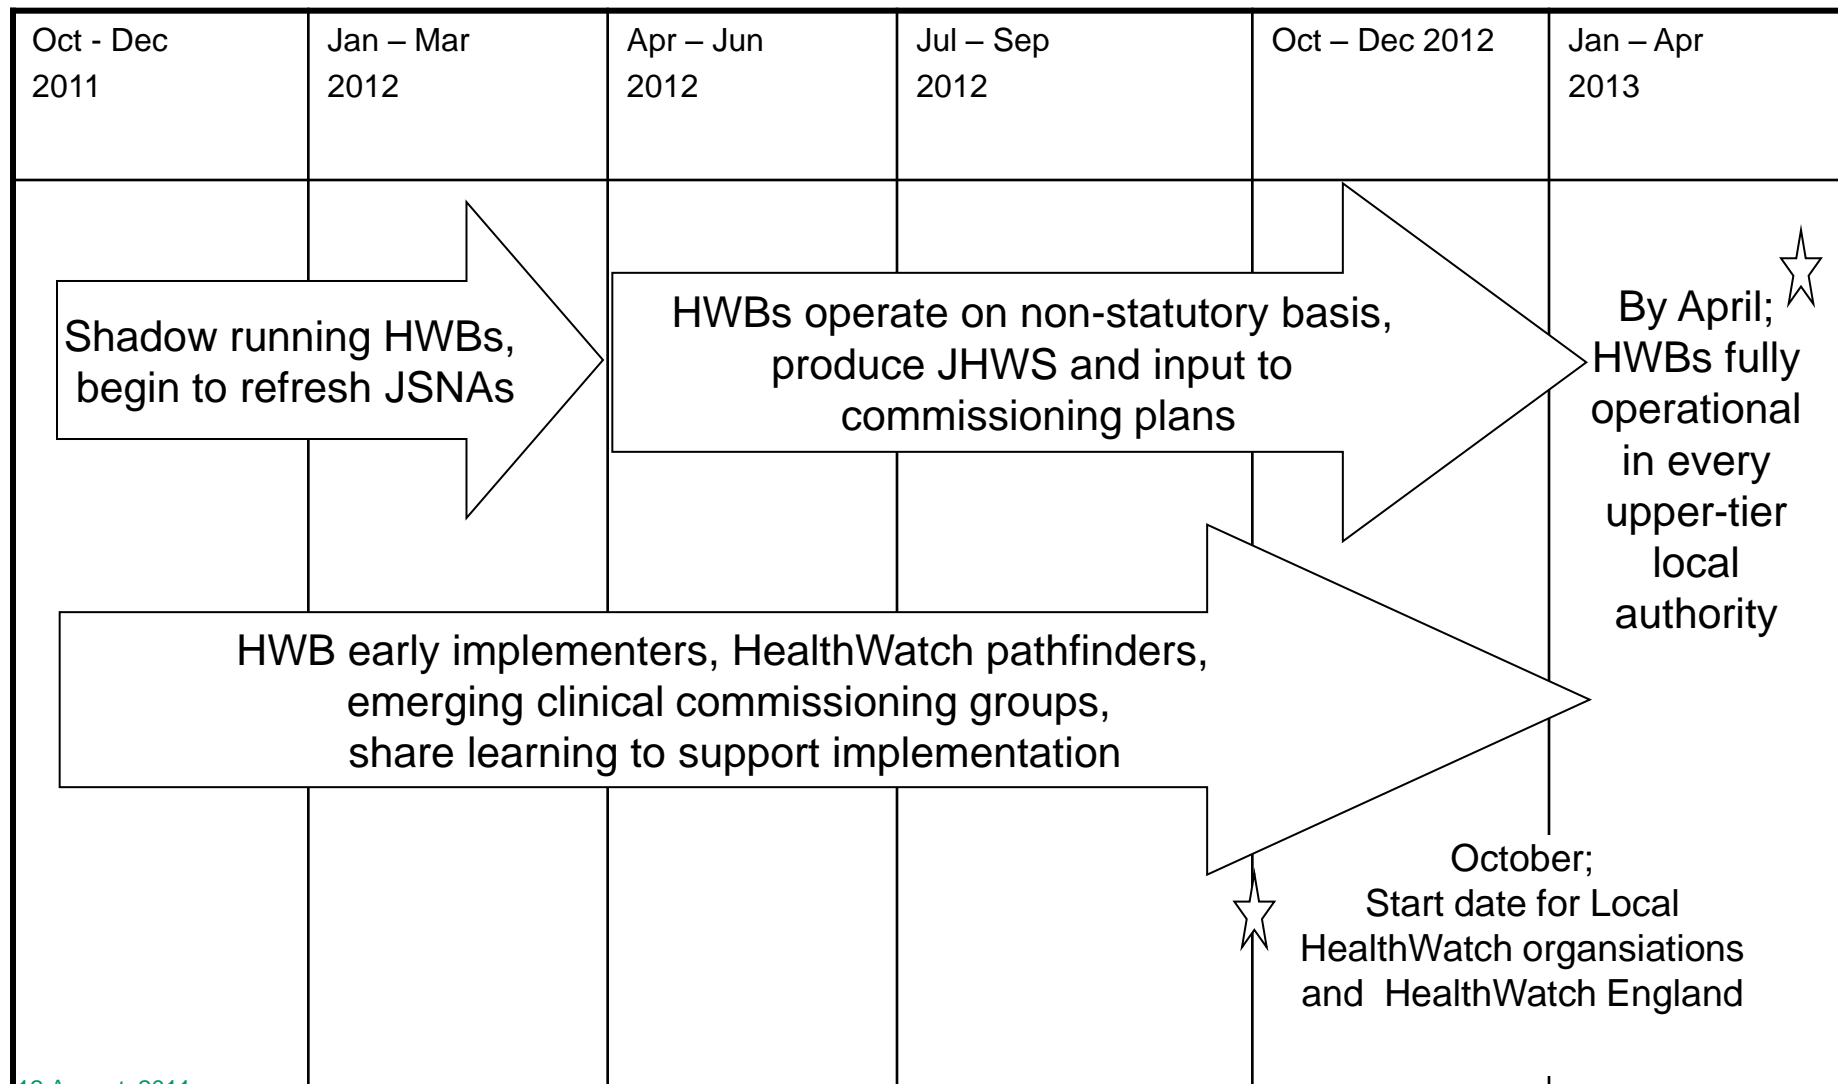 Oct - Dec
2011
Jan – Mar
2012
Apr – Jun
2012
Jul – Sep
2012
Oct – Dec 2012
Jan – Apr
2013
Shadow running HWBs,
begin to refresh JSNAs
HWBs operate on non-statutory basis,
produce JHWS and input to
commissioning plans
By April;
HWBs fully
operational
in every
upper-tier
local
authority
HWB early implementers, HealthWatch pathfinders,
emerging clinical commissioning groups,
share learning to support implementation
October;
Start date for Local
HealthWatch organsiations
and HealthWatch England
August 2011